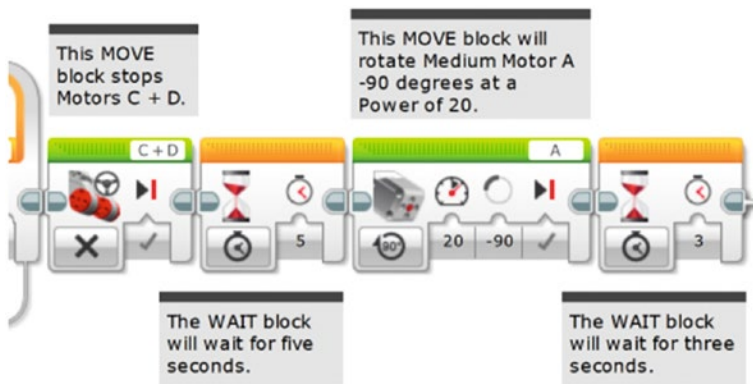 This MOVE
block stops
Motors C + D.
This MOVE block will
rotate Medium Motor A
-90 degrees at a
Power of 20.
C+D
A
5
90°
20
-90
3
The WAIT block
will wait for five
seconds.
The WAIT block
will wait for three
seconds.